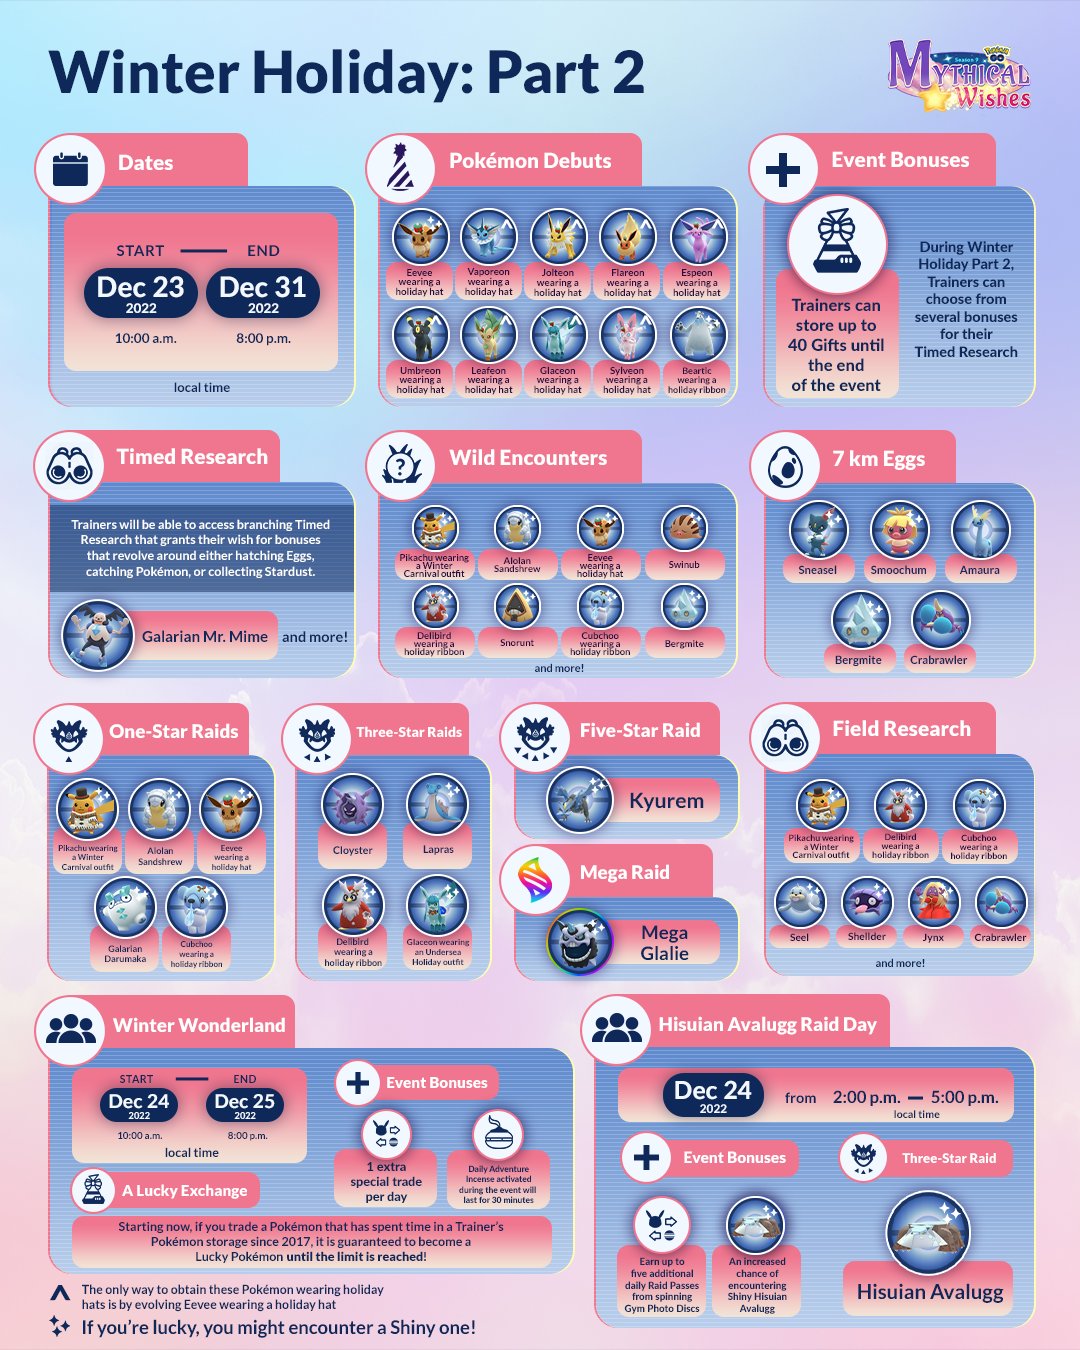 Winter Holiday: Part 2
Pokémon GO
Season 9
Mythical
Wishes
Dates
START
END
Dec 23
2022
Dec 31
2022
10:00 a.m.
8:00 p.m.
local time
Pokémon Debuts
Eevee
wearing a
holiday hat
Vaporeon
wearing a
holiday hat
Jolteon
wearing a
holiday hat
Flareon
wearing a
holiday hat
Espeon
wearing a
holiday hat
Umbreon
wearing a
holiday hat
Leafeon
wearing a
holiday hat
Glaceon
wearing a
holiday hat
Sylveon
wearing a
holiday hat
Beartic
wearing a
holiday ribbon
Event Bonuses
Trainers can
store up to
40 Gifts until
the end
of the event
During Winter
Holiday Part 2,
Trainers can
choose from
several bonuses
for their
Timed Research
Timed Research
Trainers will be able to access branching Timed
Research that grants their wish for bonuses
that revolve around either hatching Eggs,
catching Pokémon, or collecting Stardust.
Galarian Mr. Mime
and more!
Wild Encounters
Pikachu wearing
a Winter
Carnival outfit
Alolan
Sandshrew
Eevee
wearing a
holiday hat
Swinub
Delibird
wearing a
holiday ribbon
Snorunt
Cubchoo
wearing a
holiday ribbon
Bergmite
and more!
7 km Eggs
Sneasel
Smoochum
Amaura
Bergmite
Crabrawler
One-Star Raids
Pikachu wearing
a Winter
Carnival outfit
Alolan
Sandshrew
Eevee
wearing a
holiday hat
Galarian
Darumaka
Cubchoo
wearing a
holiday ribbon
Three-Star Raids
Cloyster
Lapras
Delibird
wearing a
holiday ribbon
Glaceon wearing
an Undersea
Holiday outfit
Five-Star Raid
Kyurem
Mega Raid
Mega
Glalie
Field Research
Pikachu wearing
a Winter
Carnival outfit
Delibird
wearing a
holiday ribbon
Cubchoo
wearing a
holiday ribbon
Seel
Shellder
Jynx
Crabrawler
and more!
Winter Wonderland
START
END
Dec 24
2022
Dec 25
2022
10:00 a.m.
8:00 p.m.
local time
Event Bonuses
1 extra
special trade
per day
Daily Adventure
Incense activated
during the event will
last for 30 minutes
A Lucky Exchange
Starting now, if you trade a Pokémon that has spent time in a Trainer's
Pokémon storage since 2017, it is guaranteed to become a
Lucky Pokémon until the limit is reached!
Hisuian Avalugg Raid Day
Dec 24
2022
from 2:00 p.m. — 5:00 p.m.
local time
Event Bonuses
Earn up to
five additional
daily Raid Passes
from spinning
Gym Photo Discs
An increased
chance of
encountering
Shiny Hisuian
Avalugg
Three-Star Raid
Hisuian Avalugg
The only way to obtain these Pokémon wearing holiday
hats is by evolving Eevee wearing a holiday hat
If you're lucky, you might encounter a Shiny one!